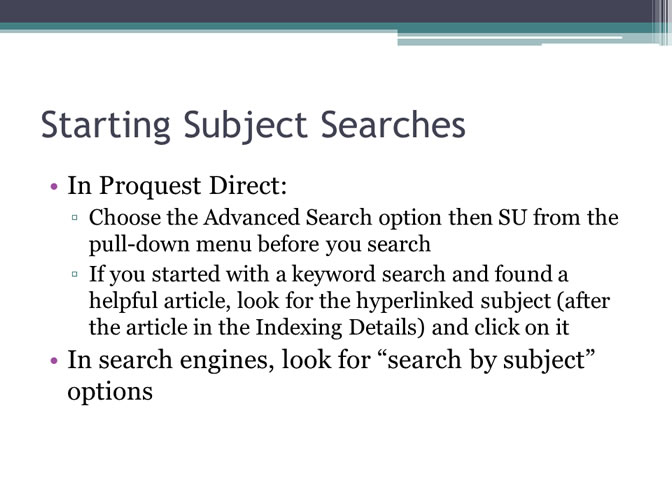 Starting Subject Searches
• In Proquest Direct:
▫ Choose the Advanced Search option then SU from the
pull-down menu before you search
▫ If you started with a keyword search and found a
helpful article, look for the hyperlinked subject (after
the article in the Indexing Details) and click on it
• In search engines, look for “search by subject”
options